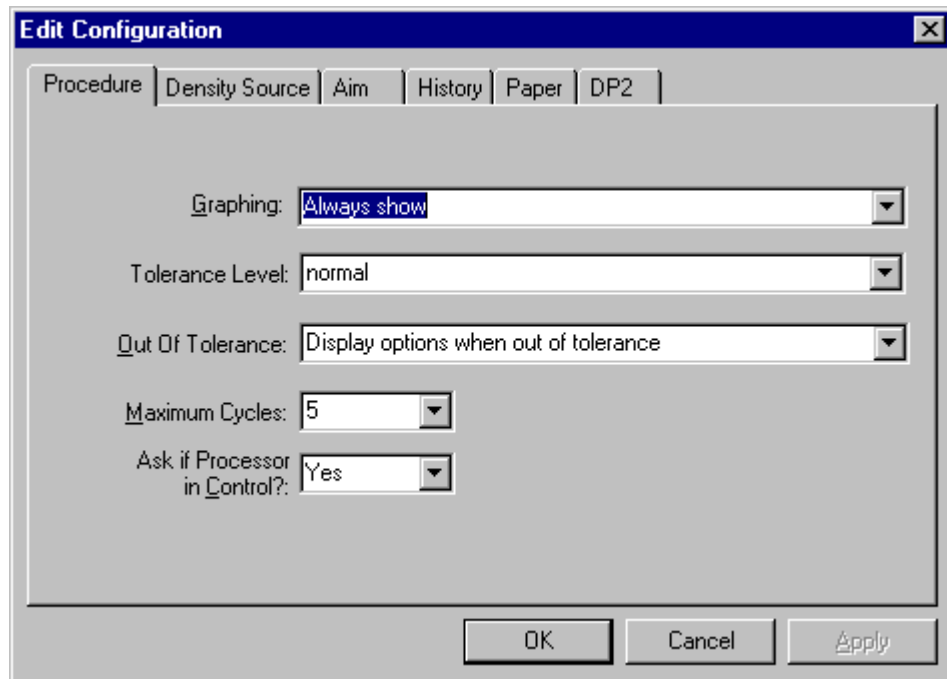 Edit Configuration
Procedure Density Source Aim History Paper DP2
Graphing: Always show
Tolerance Level: normal
Out Of Tolerance: Display options when out of tolerance
Maximum Cycles: 5
Ask if Processor
in Control?: Yes
OK Cancel Apply